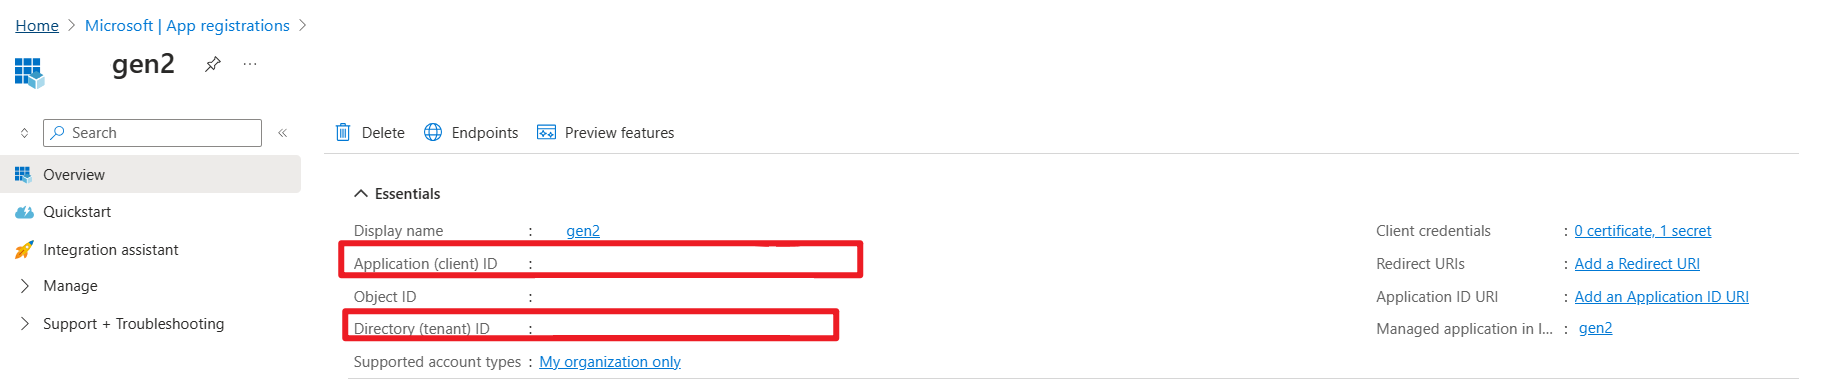 Home > Microsoft | App registrations >
gen2 ...
Search «
Delete Endpoints Preview features
Overview
Quickstart
Integration assistant
Manage
Support + Troubleshooting
Essentials
Display name : gen2
Application (client) ID :
Object ID :
Directory (tenant) ID :
Supported account types : My organization only
Client credentials : 0 certificate, 1 secret
Redirect URIs : Add a Redirect URI
Application ID URI : Add an Application ID URI
Managed application in l... : gen2